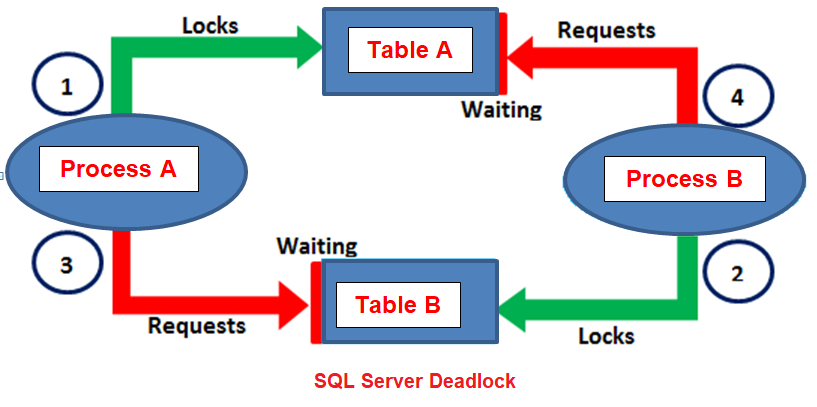 Locks
Table A
Requests
1
Waiting
4
Process A
Process B
3
Waiting
2
Table B
Requests
Locks
SQL Server Deadlock